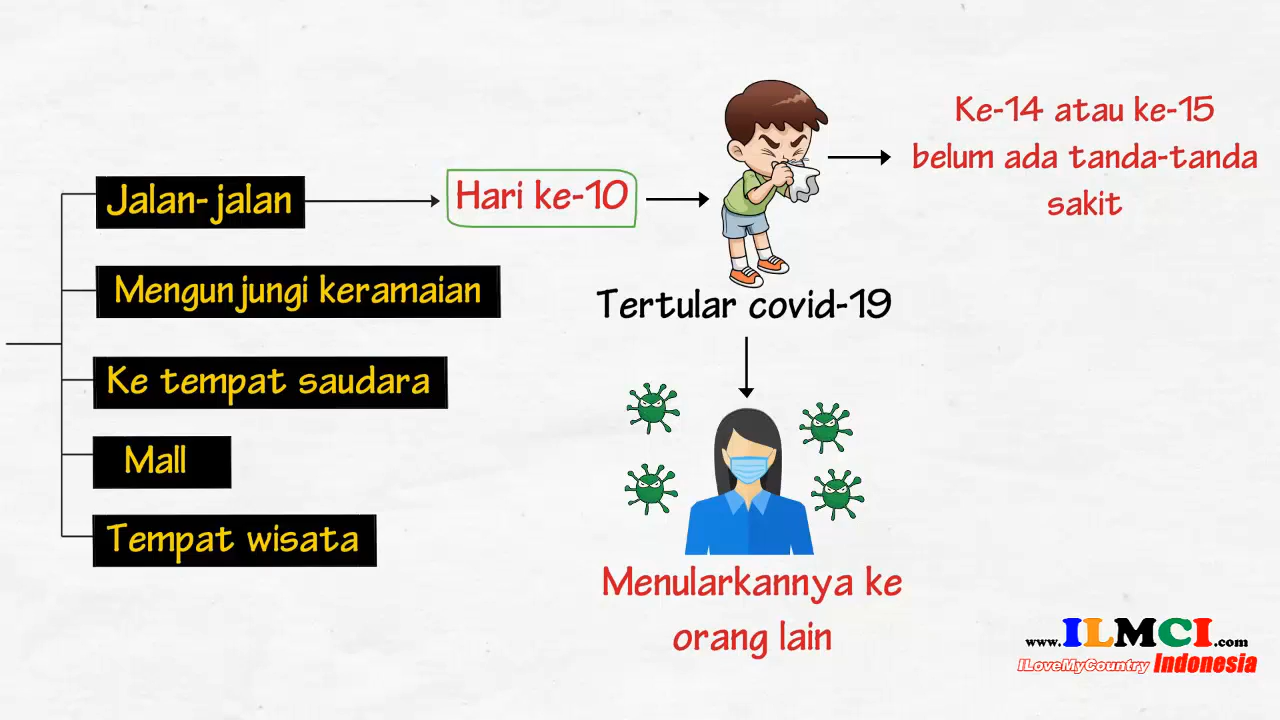 Jalan-jalan
Mengunjungi keramaian
Ke tempat saudara
Mall
Tempat wisata
Hari ke-10
Tertular covid-19
Ke-14 atau ke-15
belum ada tanda-tanda
sakit
Menularkannya ke
orang lain
www.ILMCI.com
ILoveMyCountry Indonesia